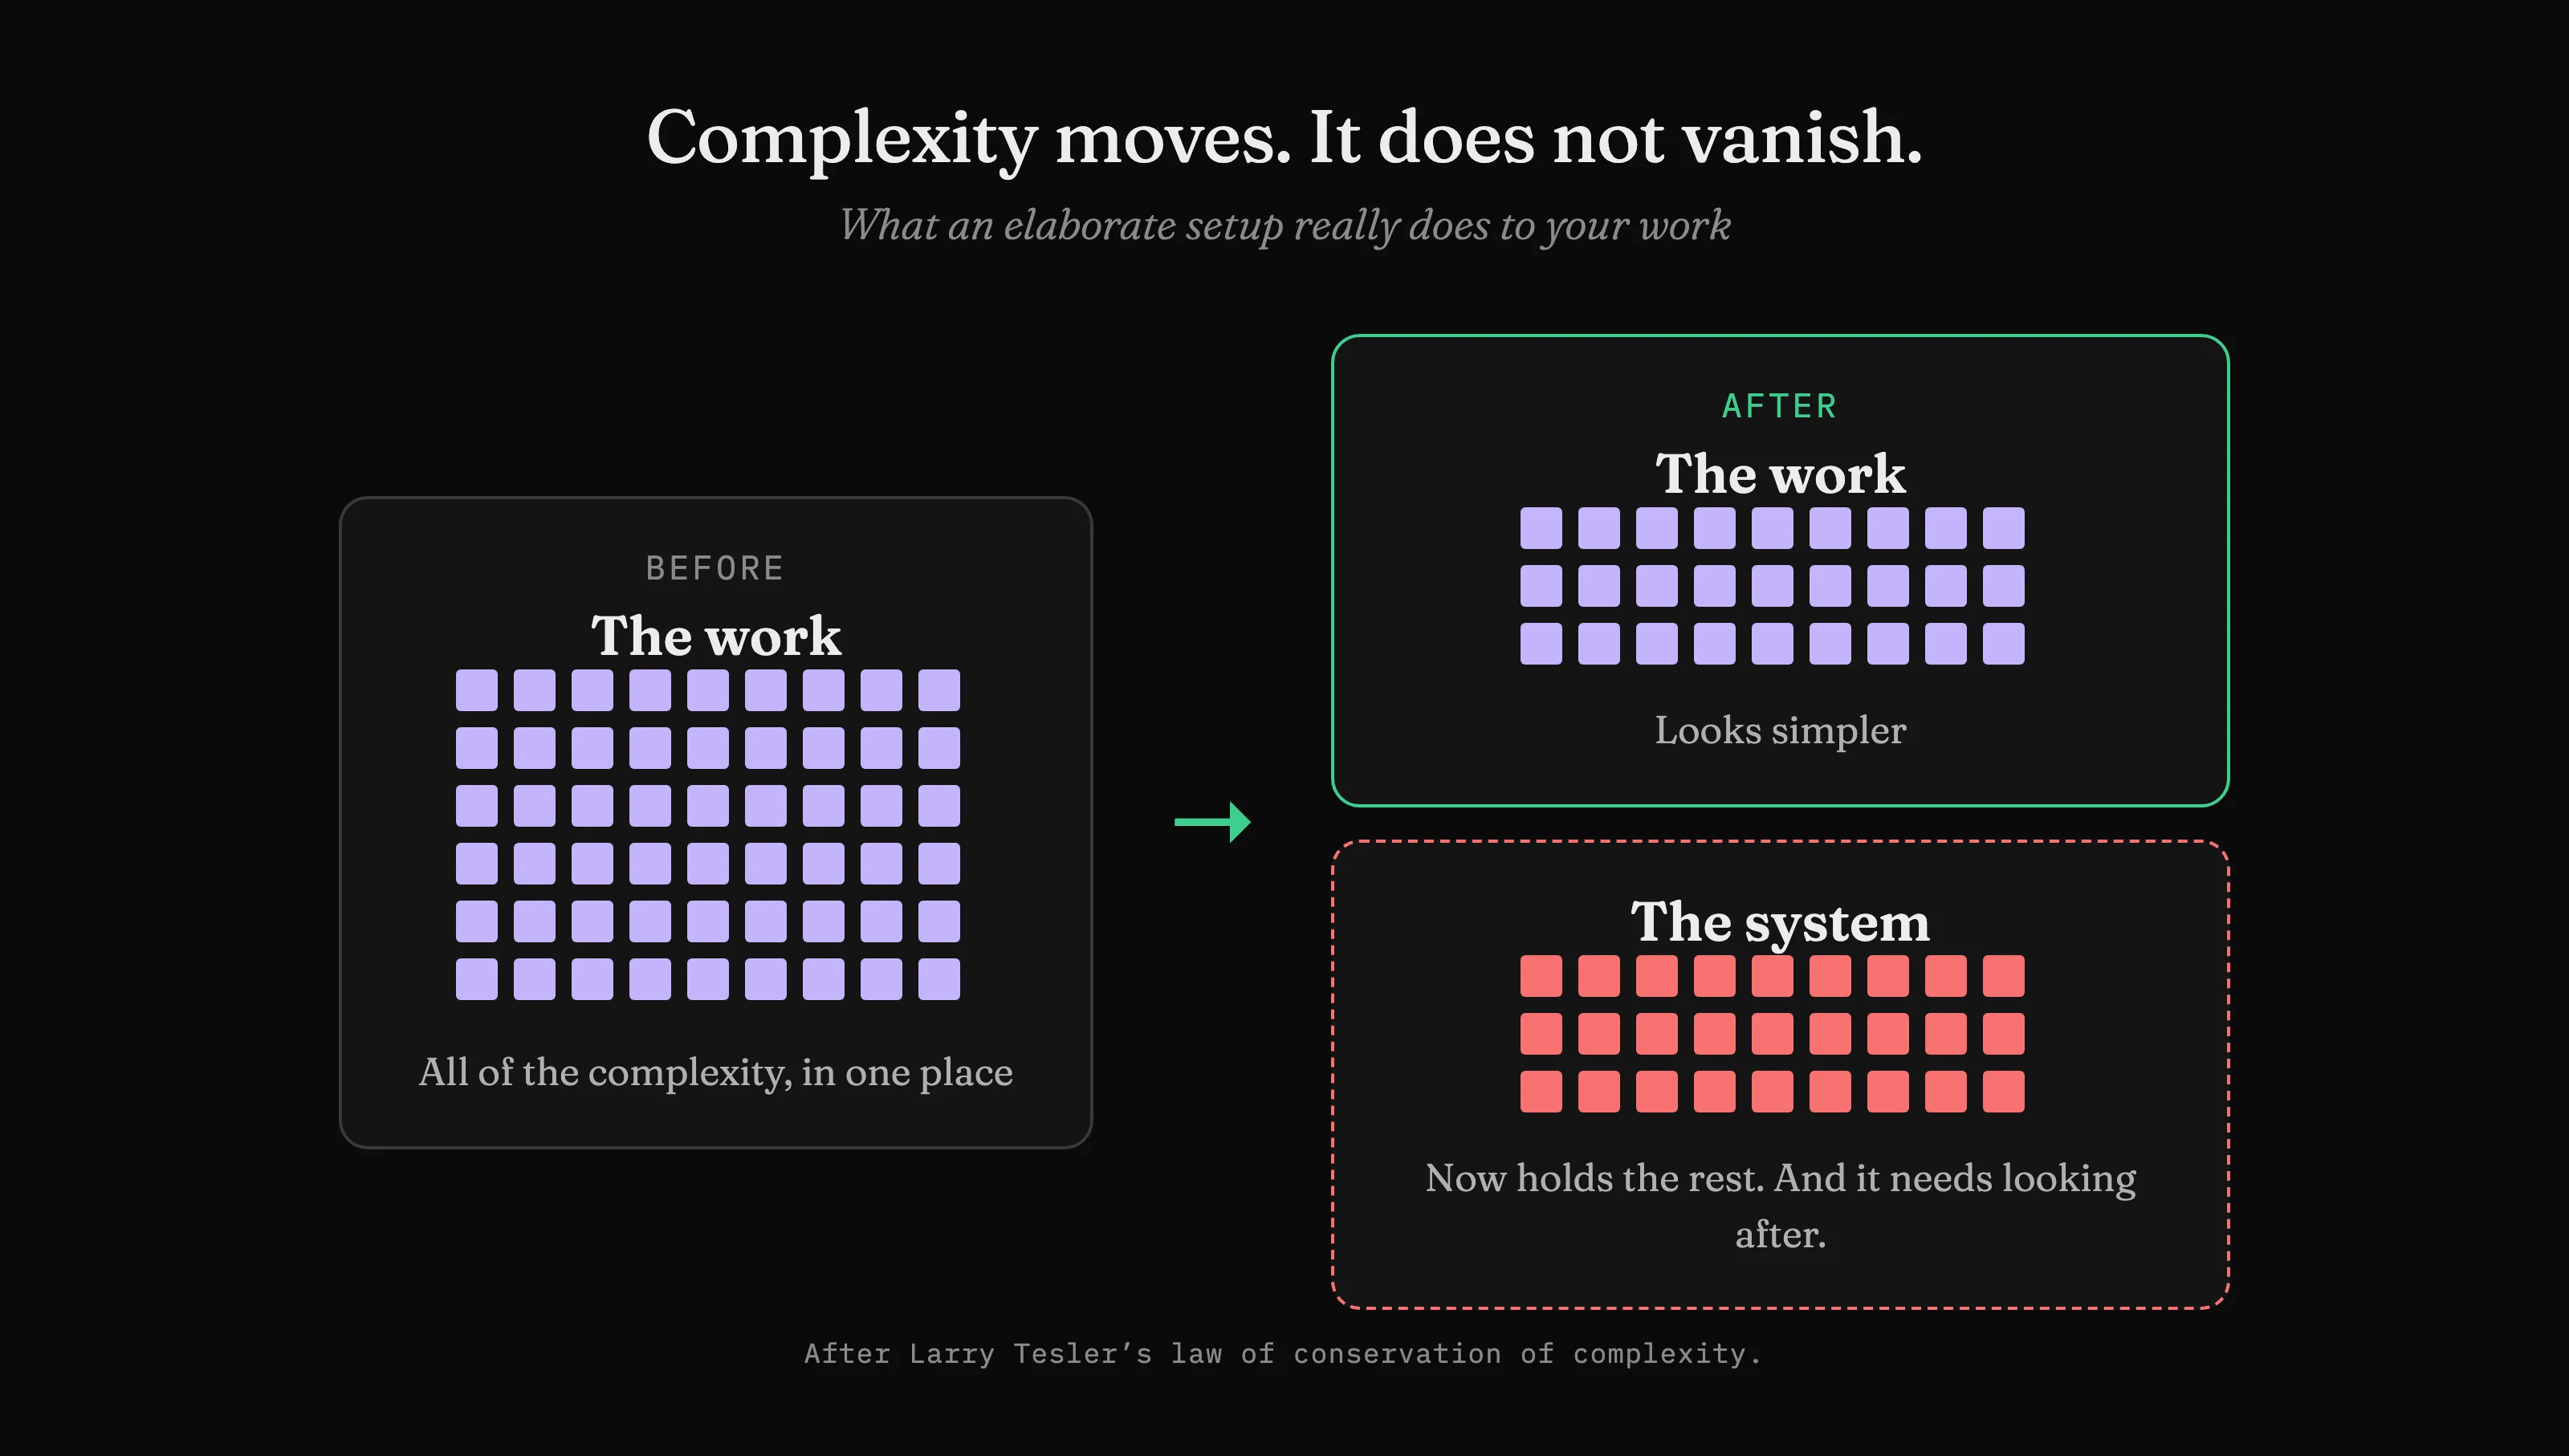 Complexity moves. It does not vanish.
What an elaborate setup really does to your work
BEFORE
The work
All of the complexity, in one place
AFTER
The work
Looks simpler
The system
Now holds the rest. And it needs looking
after.
After Larry Tesler’s law of conservation of complexity.